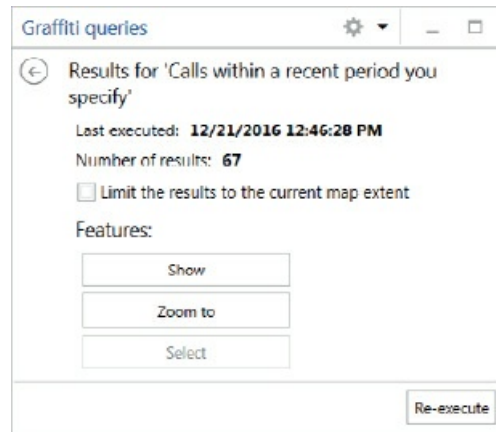 Graffiti queries
Results for 'Calls within a recent period you
specify'
Last executed: 12/21/2016 12:46:28 PM
Number of results: 67
Limit the results to the current map extent
Features:
Show
Zoom to
Select
Re-execute